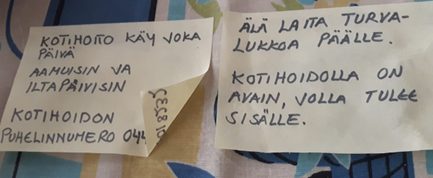 KOTIHOITO KÄY JOKA
PÄIVÄ
AAMUISIN JA
ILTAPÄIVISIN
KOTIHOIDON
PUHELINNUMERO 044
ÄLÄ LAITA TURVA-
LUKKOA PÄÄLLE.
KOTIHOIDOLLA ON
AVAIN, JOLLA TULEE
SISÄLLE.